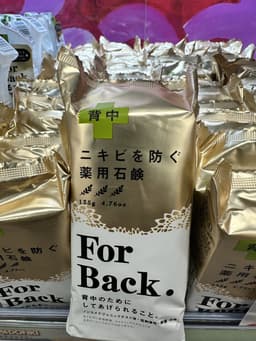 背中
ニキビを防ぐ
薬用石鹸
135g 4.76oz
For
Back.
背中のために
してあげられること。